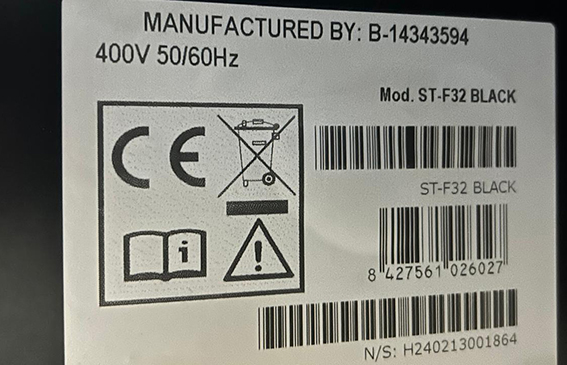 MANUFACTURED BY: B-14343594
400V 50/60Hz
Mod. ST-F32 BLACK
CE
ST-F32 BLACK
i
!
8 427561 026027
N/S: H240213001864